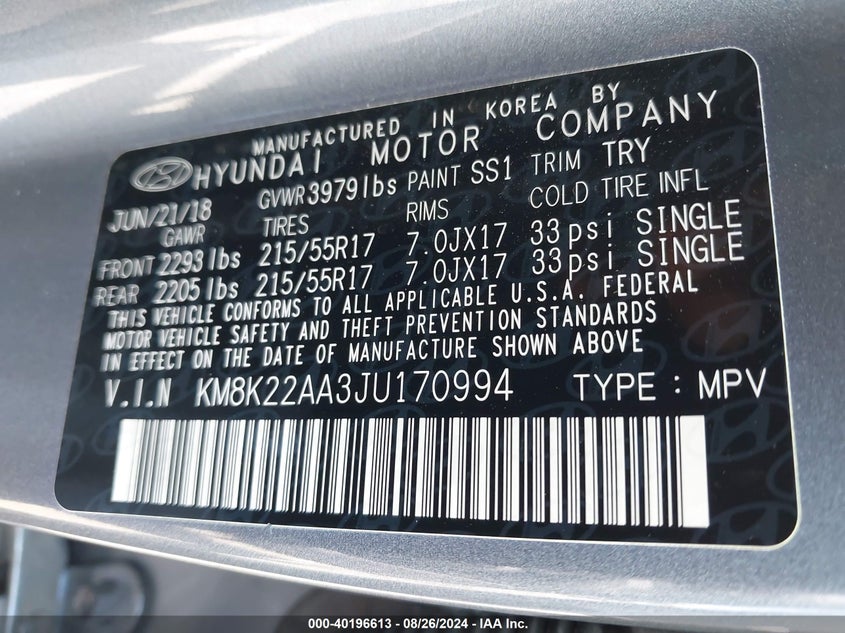 MANUFACTURED IN KOREA BY
HYUNDAI MOTOR COMPANY
JUN/21/18 GVWR 3979lbs PAINT SS1 TRIM TRY
GAWR TIRES RIMS COLD TIRE INFL
FRONT 2293 lbs 215/55R17 7.0JX17 33psi SINGLE
REAR 2205 lbs 215/55R17 7.0JX17 33psi SINGLE
THIS VEHICLE CONFORMS TO ALL APPLICABLE U.S.A. FEDERAL
MOTOR VEHICLE SAFETY AND THEFT PREVENTION STANDARDS
IN EFFECT ON THE DATE OF MANUFACTURE SHOWN ABOVE
V.I.N KM8K22AA3JU170994 TYPE : MPV
000-40196613 - 08/26/2024 - IAA Inc.